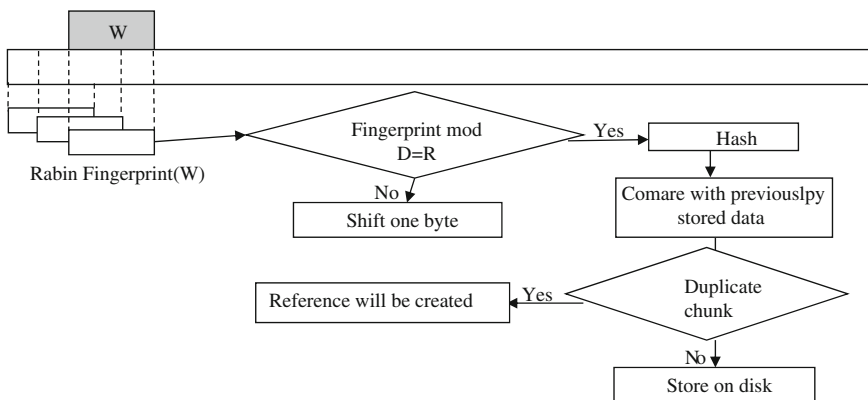 W
Rabin Fingerprint(W)
Fingerprint mod
D=R
Yes
Hash
No
Shift one byte
Comare with previouslpy
stored data
Duplicate
chunk
Yes
Reference will be created
No
Store on disk